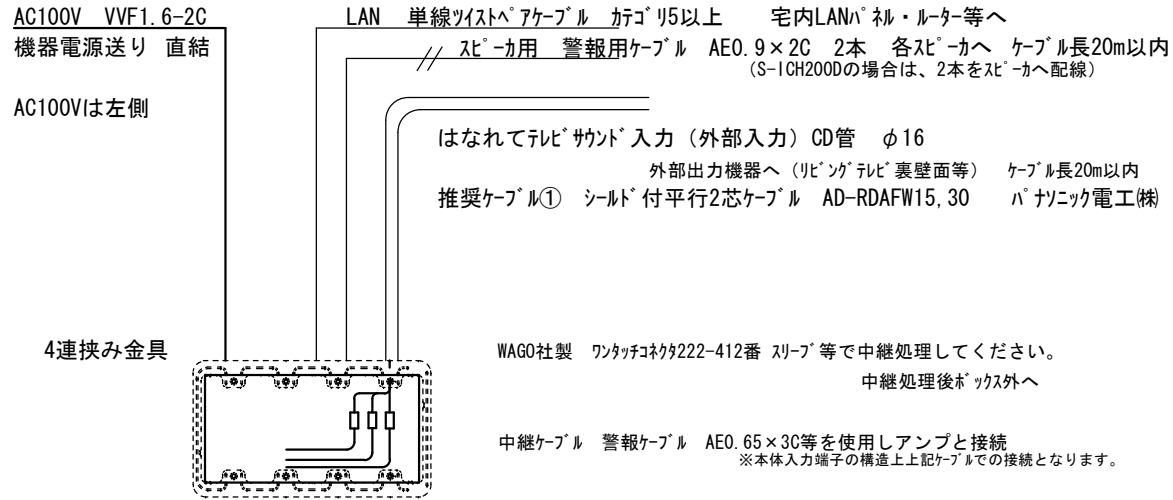 AC100V VVF1.6-2C
LAN 単線ﾂｲｽﾄﾍﾟｱｹｰﾌﾞﾙ ｶﾃｺﾞﾘ5以上 宅内LANﾊﾟﾈﾙ・ﾙｰﾀｰ等へ
機器電源送り 直結
ｽﾋﾟｰｶ用 警報用ｹｰﾌﾞﾙ AE0.9×2C 2本 各ｽﾋﾟｰｶへ ｹｰﾌﾞﾙ長20m以内
(S-ICH200Dの場合は、2本をｽﾋﾟｰｶへ配線)
AC100Vは左側
はなれてﾃﾚﾋﾞｻｳﾝﾄﾞ入力（外部入力）CD管 φ16
外部出力機器へ（ﾘﾋﾞﾝｸﾞﾃﾚﾋﾞ裏壁面等） ｹｰﾌﾞﾙ長20m以内
推奨ｹｰﾌﾞﾙ① ｼｰﾙﾄﾞ付平行2芯ｹｰﾌﾞﾙ AD-RDAFW15,30 ﾊﾟﾅｿﾆｯｸ電工㈱
4連挟み金具
WAGO社製 ﾜﾝﾀｯﾁｺﾈｸﾀ222-412番 ｽﾘｰﾌﾞ等で中継処理してください。
中継処理後ﾎﾞｯｸｽ外へ
中継ｹｰﾌﾞﾙ 警報ｹｰﾌﾞﾙ AE0.65×3C等を使用しアンプと接続
※本体入力端子の構造上上記ｹｰﾌﾞﾙでの接続となります。